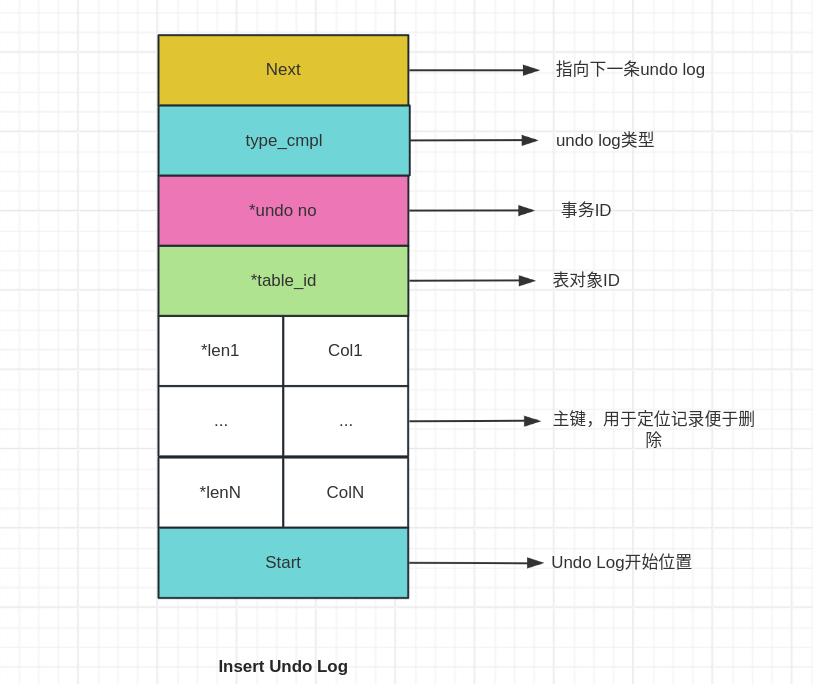 Next
指向下一条undo log
type_cmpl
undo log类型
*undo no
事务ID
*table_id
表对象ID
*len1
Col1
...
...
主键，用于定位记录便于删
除
*lenN
ColN
Start
Undo Log开始位置
Insert Undo Log